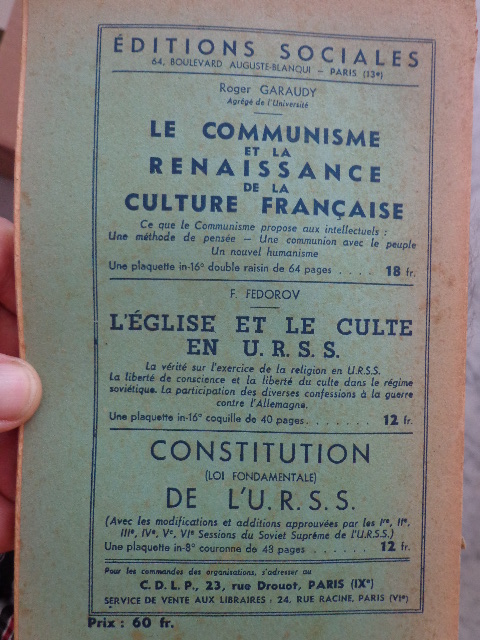 ÉDITIONS SOCIALES
64, BOULEVARD AUGUSTE-BLANQUI — PARIS (13e)
Roger GARAUDY
Agrégé de l'Université
LE COMMUNISME
ET LA
RENAISSANCE
DE LA
CULTURE FRANÇAISE
Ce que le Communisme propose aux intellectuels :
Une méthode de pensée — Une communion avec le peuple
Un nouvel humanisme
Une plaquette in-16° double raisin de 64 pages . . . . 18 fr.
F. FEDOROV
L'ÉGLISE ET LE CULTE
EN U.R.S.S.
La vérité sur l'exercice de la religion en U.R.S.S.
La liberté de conscience et la liberté du culte dans le régime
soviétique. La participation des diverses confessions à la guerre
contre l'Allemagne.
Une plaquette in-16° coquille de 40 pages. . . . . . . 12 fr.
CONSTITUTION
(LOI FONDAMENTALE)
DE L'U.R.S.S.
(Avec les modifications et additions approuvées par les Ire, IIe,
IIIe, IVe, Ve, VIe Sessions du Soviet Suprême de l'U.R.S.S.)
Une plaquette in-8° couronne de 48 pages . . . . . . 12 fr.
Pour les commandes des organisations, s'adresser au
C. D. L. P., 23, rue Drouot, PARIS (IXe)
SERVICE DE VENTE AUX LIBRAIRES : 24, RUE RACINE, PARIS (VIe)
Prix : 60 fr.